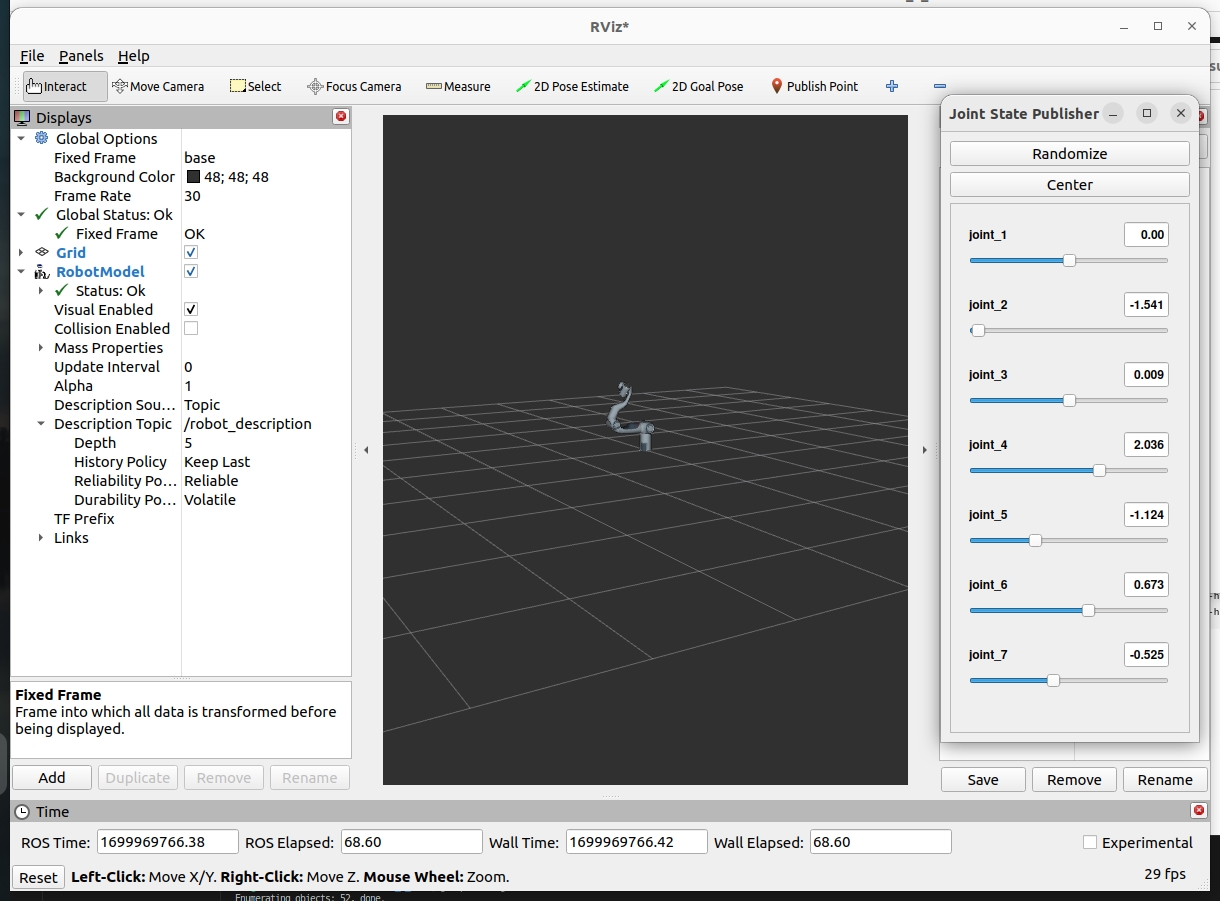 RViz*
File Panels Help
Interact Move Camera Select Focus Camera Measure 2D Pose Estimate 2D Goal Pose Publish Point
Displays
Global Options
Fixed Frame base
Background Color 48; 48; 48
Frame Rate 30
Global Status: Ok
Fixed Frame OK
Grid
RobotModel
Status: Ok
Visual Enabled
Collision Enabled
Mass Properties
Update Interval 0
Alpha 1
Description Sou... Topic
Description Topic /robot_description
Depth 5
History Policy Keep Last
Reliability Po... Reliable
Durability Po... Volatile
TF Prefix
Links
Fixed Frame
Frame into which all data is transformed before
being displayed.
Add Duplicate Remove Rename
Joint State Publisher
Randomize
Center
joint_1 0.00
joint_2 -1.541
joint_3 0.009
joint_4 2.036
joint_5 -1.124
joint_6 0.673
joint_7 -0.525
Save Remove Rename
Time
ROS Time: 1699969766.38 ROS Elapsed: 68.60 Wall Time: 1699969766.42 Wall Elapsed: 68.60 Experimental
Reset Left-Click: Move X/Y. Right-Click: Move Z. Mouse Wheel: Zoom. 29 fps
Enumerating objects: 52, done.